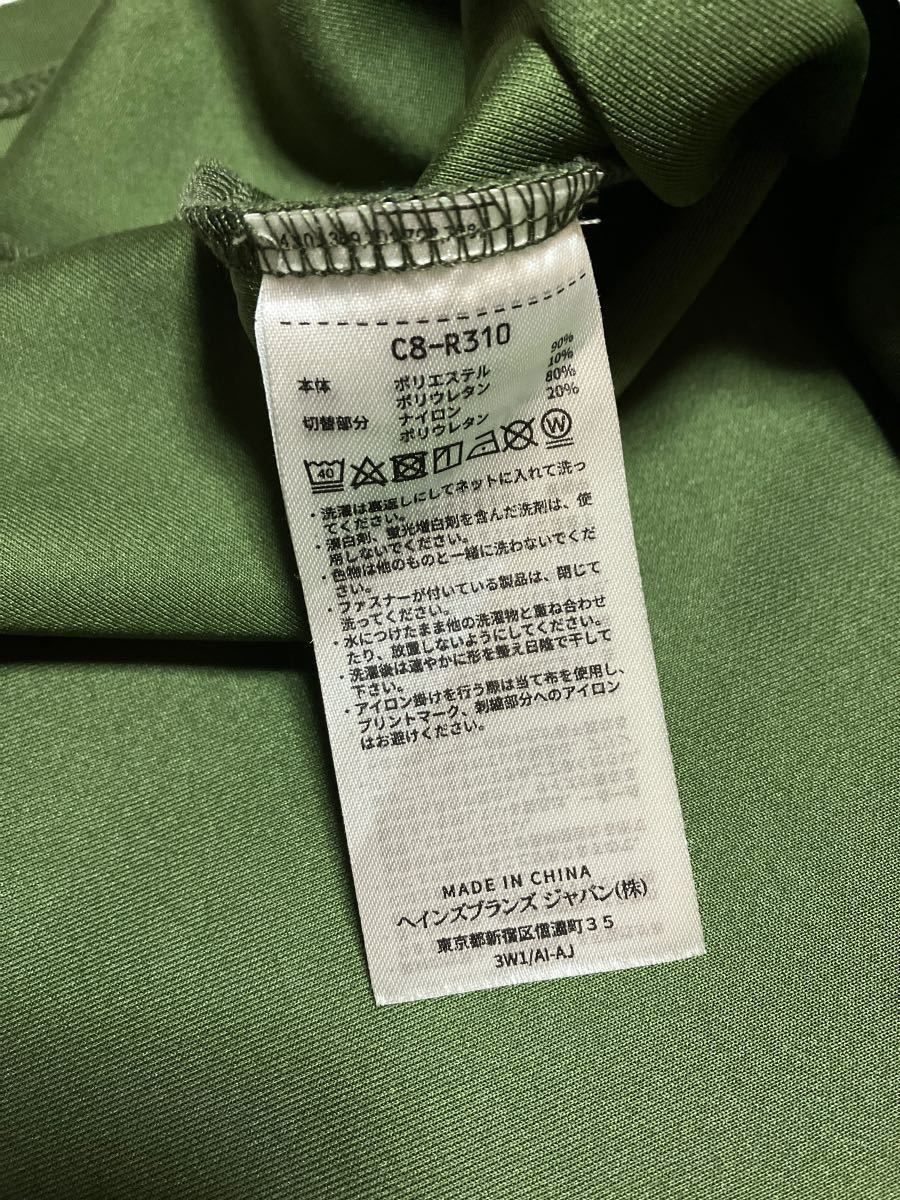 C8-R310
本体 ポリエステル 90%
ポリウレタン 10%
切替部分 ナイロン 80%
ポリウレタン 20%
40 W
・洗濯は裏返しにしてネットに入れて洗っ
てください。
・漂白剤、蛍光増白剤を含んだ洗剤は、使
用しないでください。
・色物は他のものと一緒に洗わないでくだ
さい。
・ファスナーが付いている製品は、閉じて
洗ってください。
・水につけたまま他の洗濯物と重ね合わせ
たり、放置しないようにしてください。
・洗濯後は速やかに形を整え日陰で干して
下さい。
・アイロン掛けを行う際は当て布を使用し、
プリントマーク、刺繍部分へのアイロン
はお避けください。
MADE IN CHINA
ヘインズブランズ ジャパン(株)
東京都新宿区信濃町35
3W1/AI-AJ